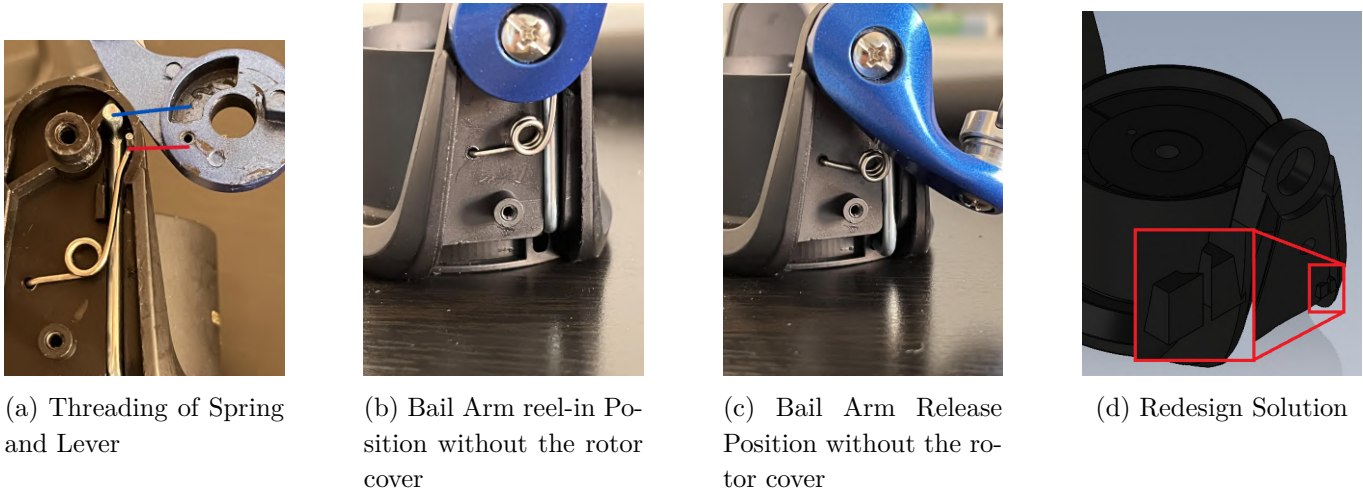 (a) Threading of Spring
and Lever
(b) Bail Arm reel-in Po-
sition without the rotor
cover
(c) Bail Arm Release
Position without the ro-
tor cover
(d) Redesign Solution